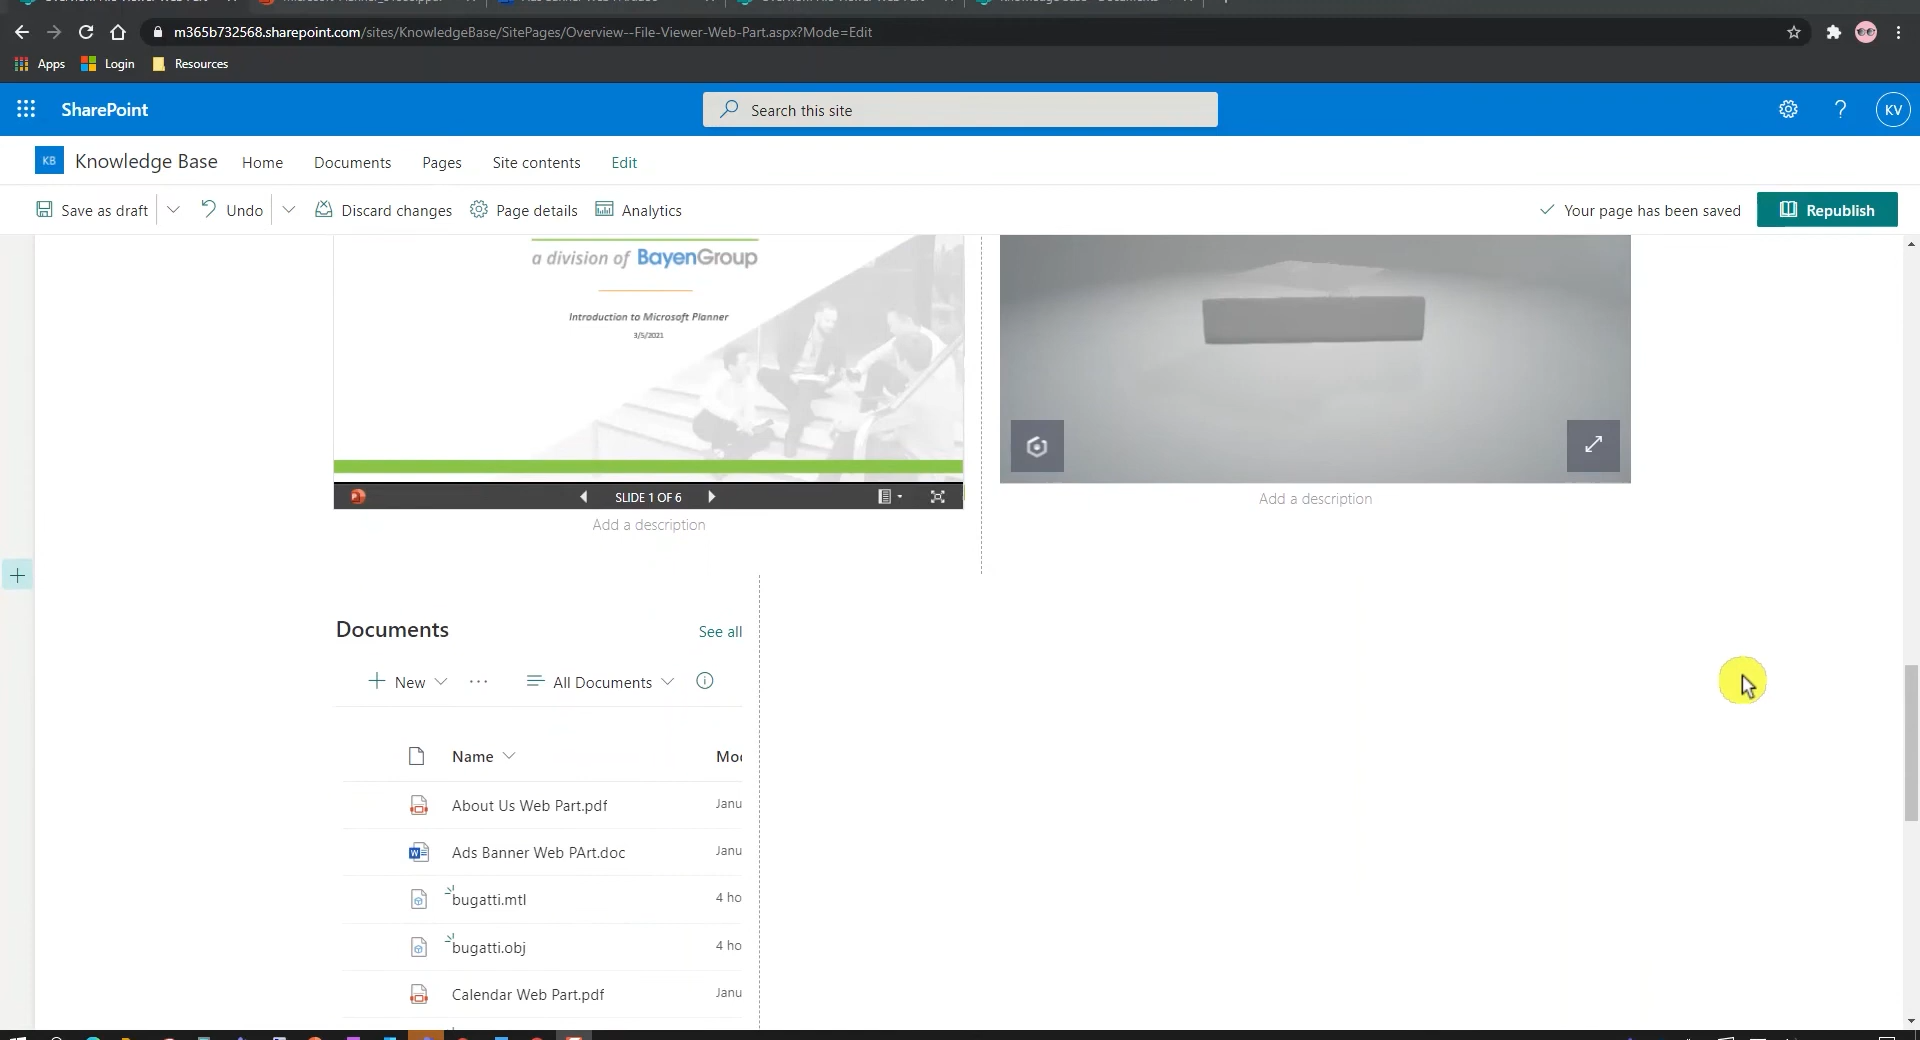 m365b732568.sharepoint.com/sites/KnowledgeBase/SitePages/Overview--File-Viewer-Web-Part.aspx?Mode=Edit
Apps
Login
Resources
SharePoint
Search this site
?
KV
KB
Knowledge Base
Home
Documents
Pages
Site contents
Edit
Save as draft
Undo
Discard changes
Page details
Analytics
Your page has been saved
Republish
a division of BayenGroup
Introduction to Microsoft Planner
3/5/2021
SLIDE 1 OF 6
Add a description
Add a description
Documents
See all
New
All Documents
Name
Mod
About Us Web Part.pdf
Janu
Ads Banner Web PArt.doc
Janu
bugatti.mtl
4 ho
bugatti.obj
4 ho
Calendar Web Part.pdf
Janu